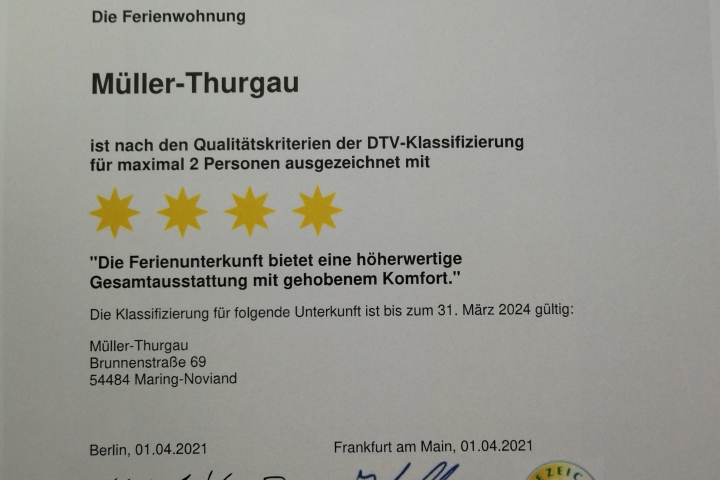 Die Ferienwohnung
Müller-Thurgau
ist nach den Qualitätskriterien der DTV-Klassifizierung
für maximal 2 Personen ausgezeichnet mit
"Die Ferienunterkunft bietet eine höherwertige
Gesamtausstattung mit gehobenem Komfort."
Die Klassifizierung für folgende Unterkunft ist bis zum 31. März 2024 gültig:
Müller-Thurgau
Brunnenstraße 69
54484 Maring-Noviand
Berlin, 01.04.2021 Frankfurt am Main, 01.04.2021